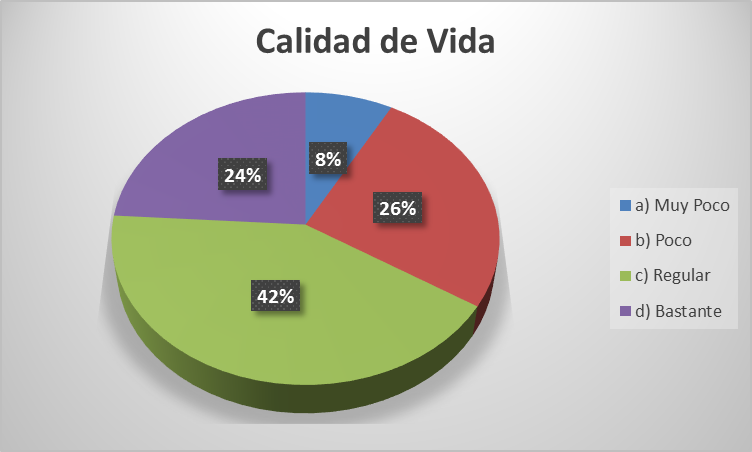 Calidad de Vida
8%
26%
42%
24%
a) Muy Poco
b) Poco
c) Regular
d) Bastante